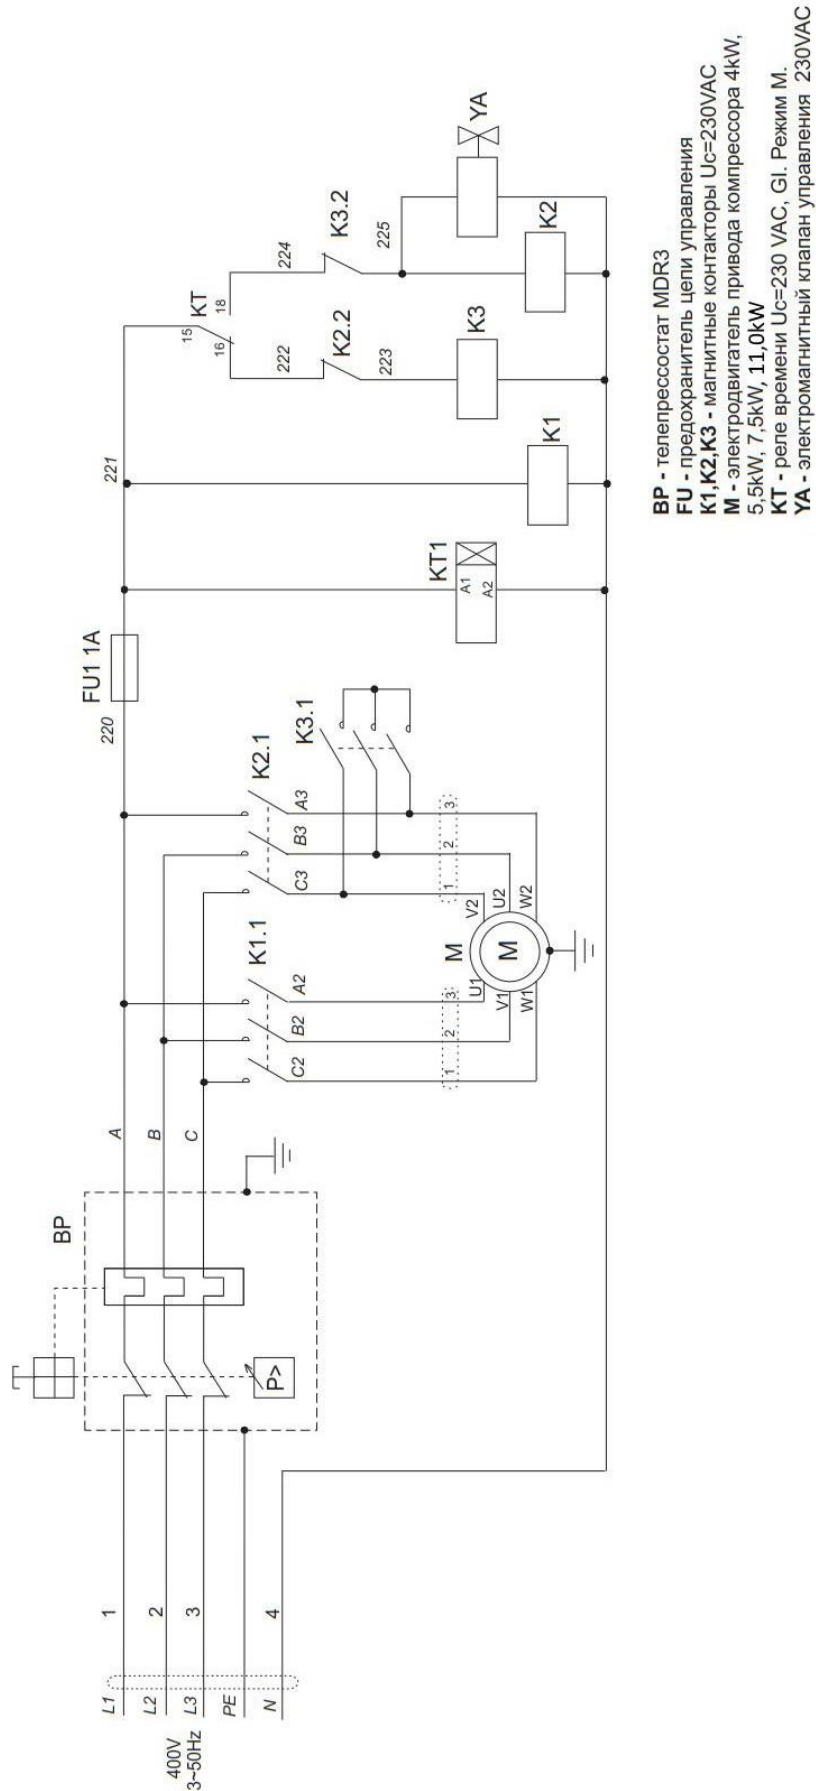 L1
L2
L3
PE
N
400V
3~50Hz
1
2
3
4
BP
P>
A
B
C
K1.1
C2
B2
A2
K2.1
C3
B3
A3
K3.1
1
2
3
1
2
3
M
M
U1
V1
W1
V2
U2
W2
220
FU1 1A
KT1
A1
A2
221
K1
KT
15
16
18
222
K2.2
223
K3
224
K3.2
225
K2
YA
BP - телепрессостат MDR3
FU - предохранитель цепи управления
K1,K2,K3 - магнитные контакторы Uc=230VAC
M - электродвигатель привода компрессора 4kW,
5,5kW, 7,5kW, 11,0kW
KT - реле времени Uc=230 VAC, GI. Режим М.
YA - электромагнитный клапан управления 230VAC